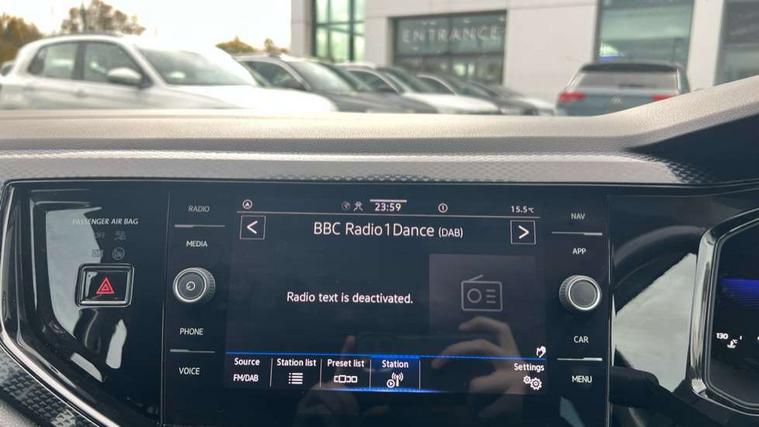 ENTRANCE
PASSENGER AIR BAG
RADIO
MEDIA
PHONE
VOICE
23:59
15.5°C
BBC Radio1Dance (DAB)
Radio text is deactivated.
Source
FM/DAB
Station list
Preset list
Station
Settings
NAV
APP
CAR
MENU
130